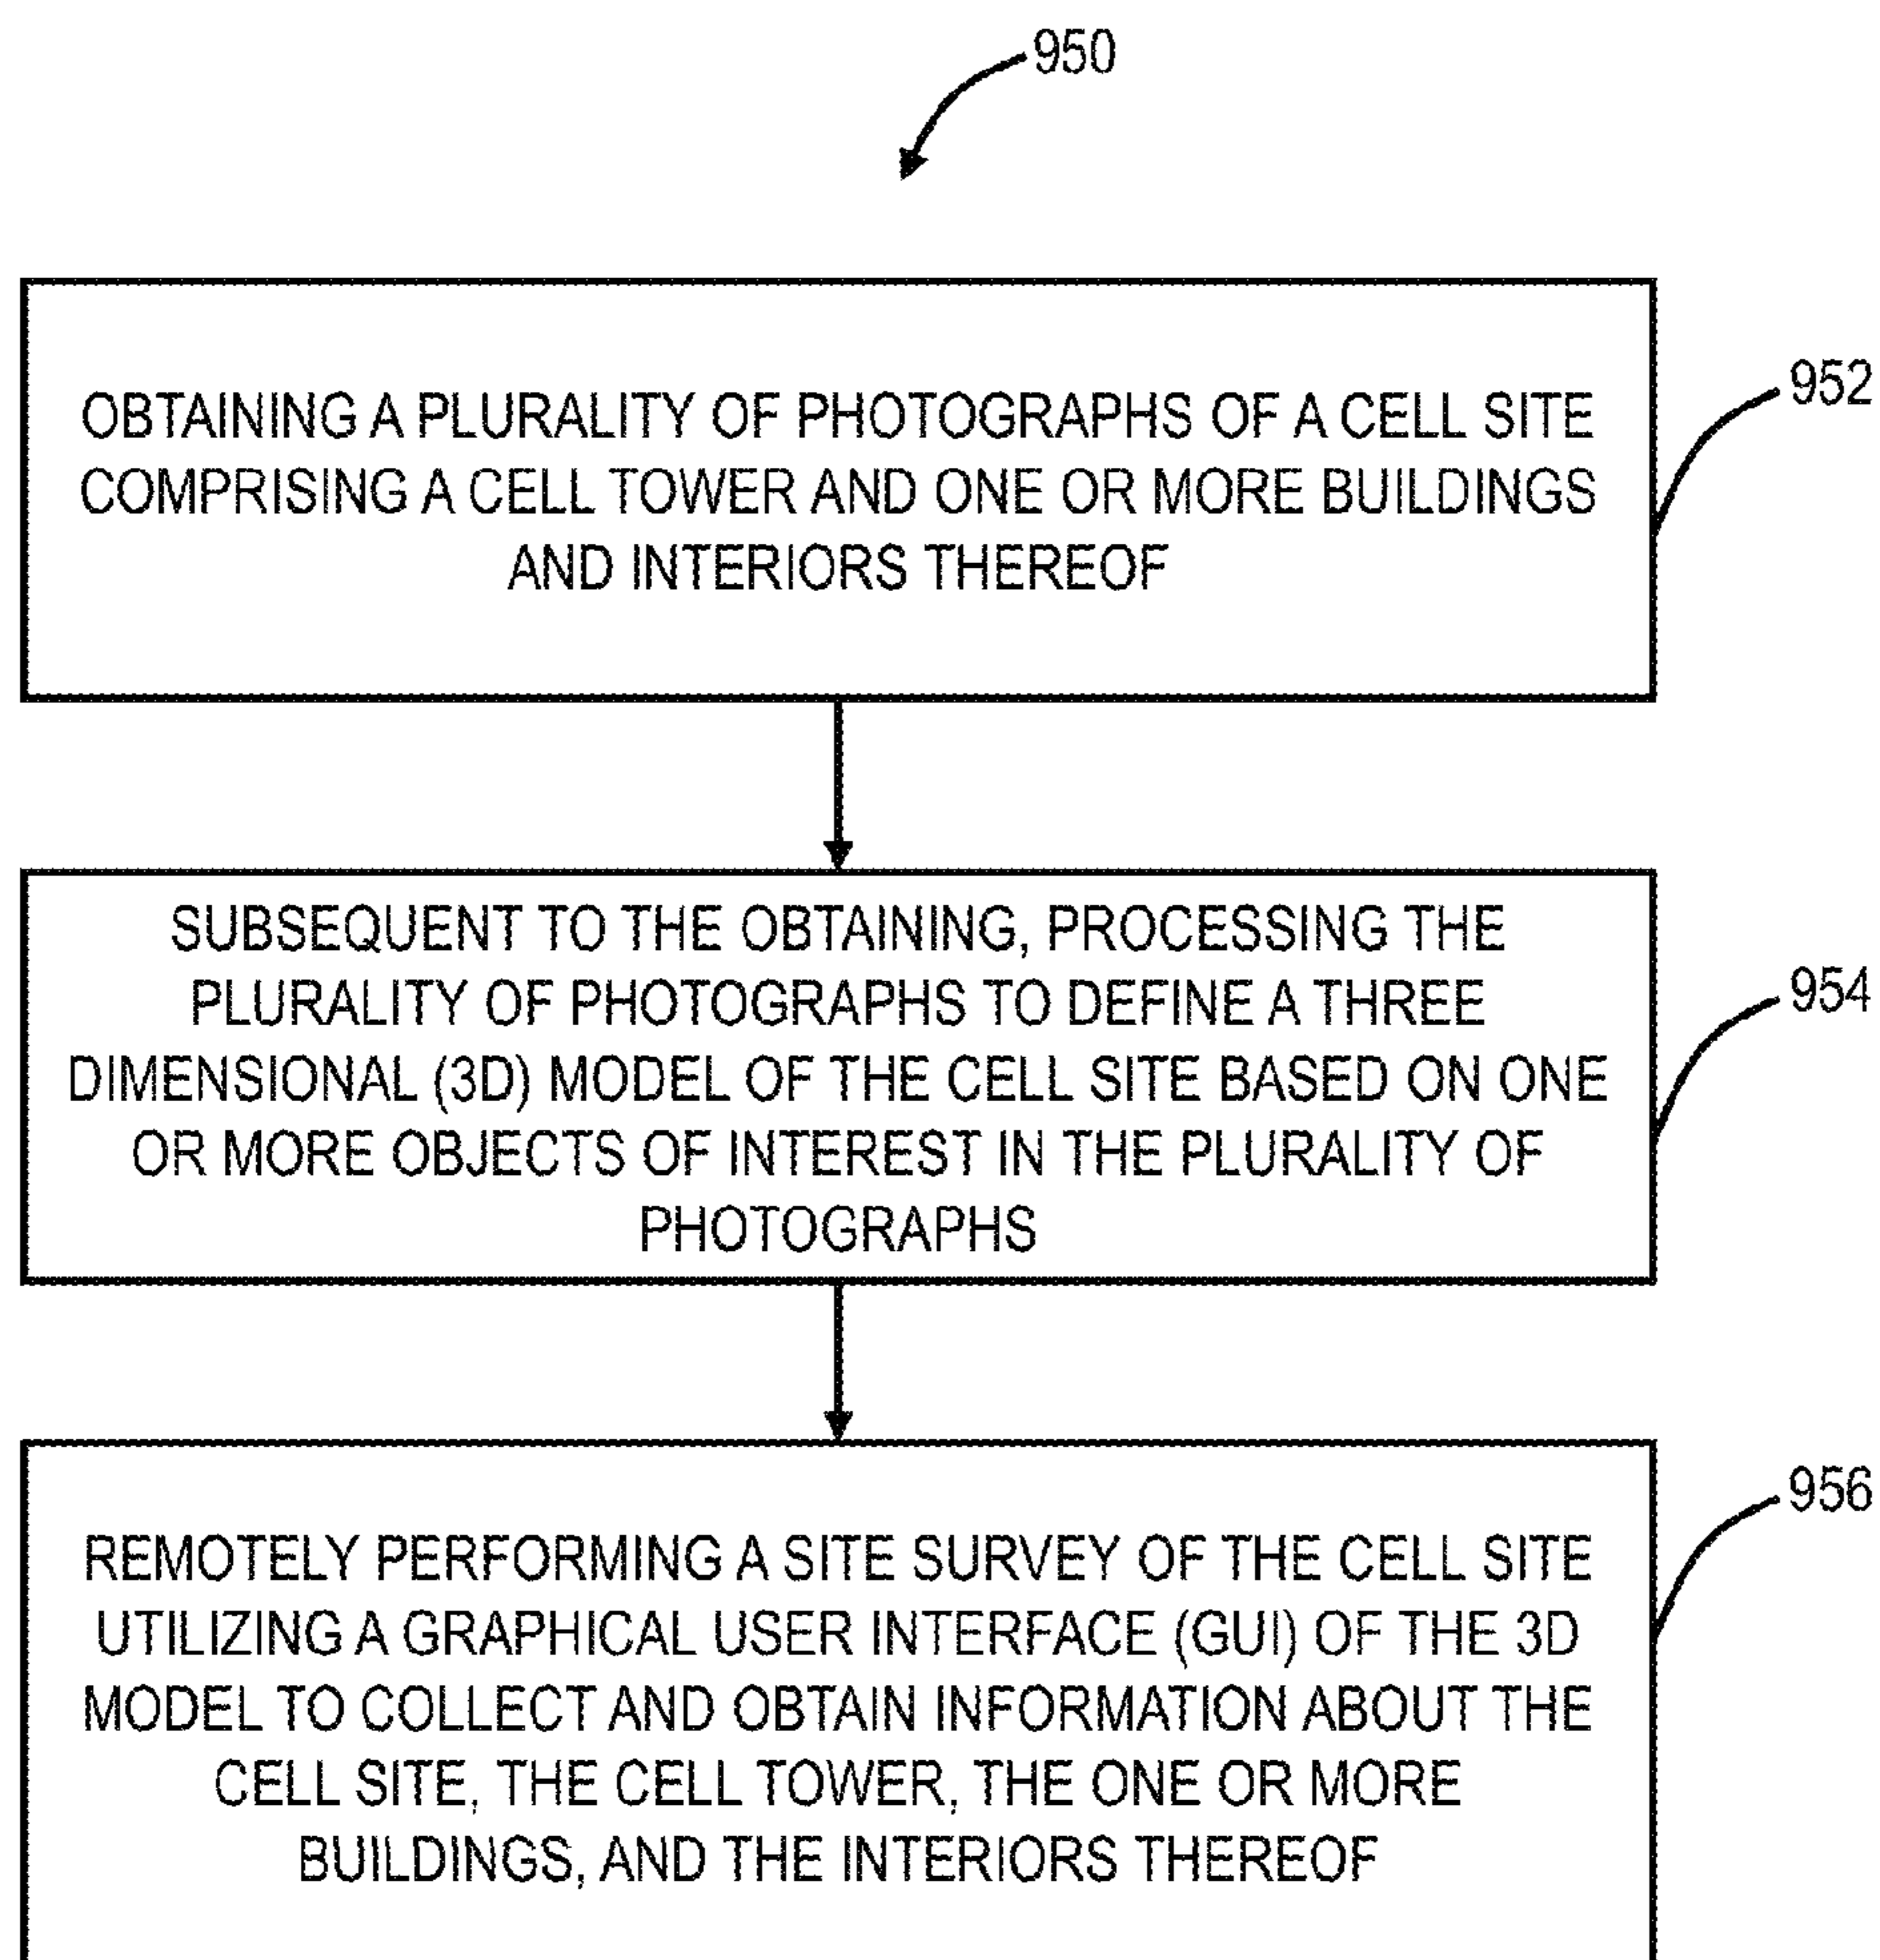 950
OBTAINING A PLURALITY OF PHOTOGRAPHS OF A CELL SITE
COMPRISING A CELL TOWER AND ONE OR MORE BUILDINGS
AND INTERIORS THEREOF
952
SUBSEQUENT TO THE OBTAINING, PROCESSING THE
PLURALITY OF PHOTOGRAPHS TO DEFINE A THREE
DIMENSIONAL (3D) MODEL OF THE CELL SITE BASED ON ONE
OR MORE OBJECTS OF INTEREST IN THE PLURALITY OF
PHOTOGRAPHS
954
REMOTELY PERFORMING A SITE SURVEY OF THE CELL SITE
UTILIZING A GRAPHICAL USER INTERFACE (GUI) OF THE 3D
MODEL TO COLLECT AND OBTAIN INFORMATION ABOUT THE
CELL SITE, THE CELL TOWER, THE ONE OR MORE
BUILDINGS, AND THE INTERIORS THEREOF
956